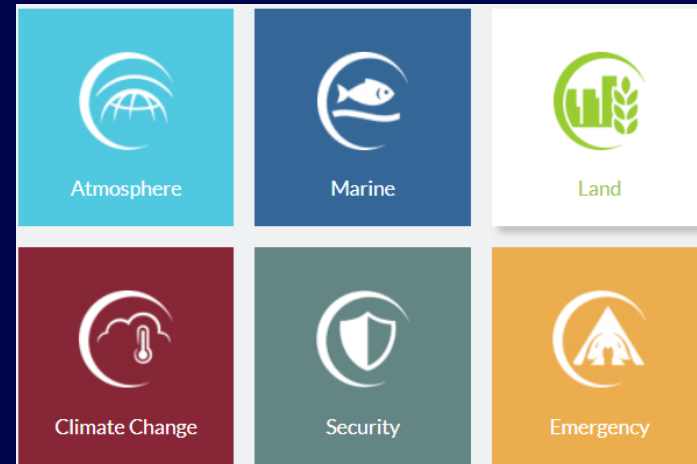 Atmosphere
Marine
Land
Climate Change
Security
Emergency